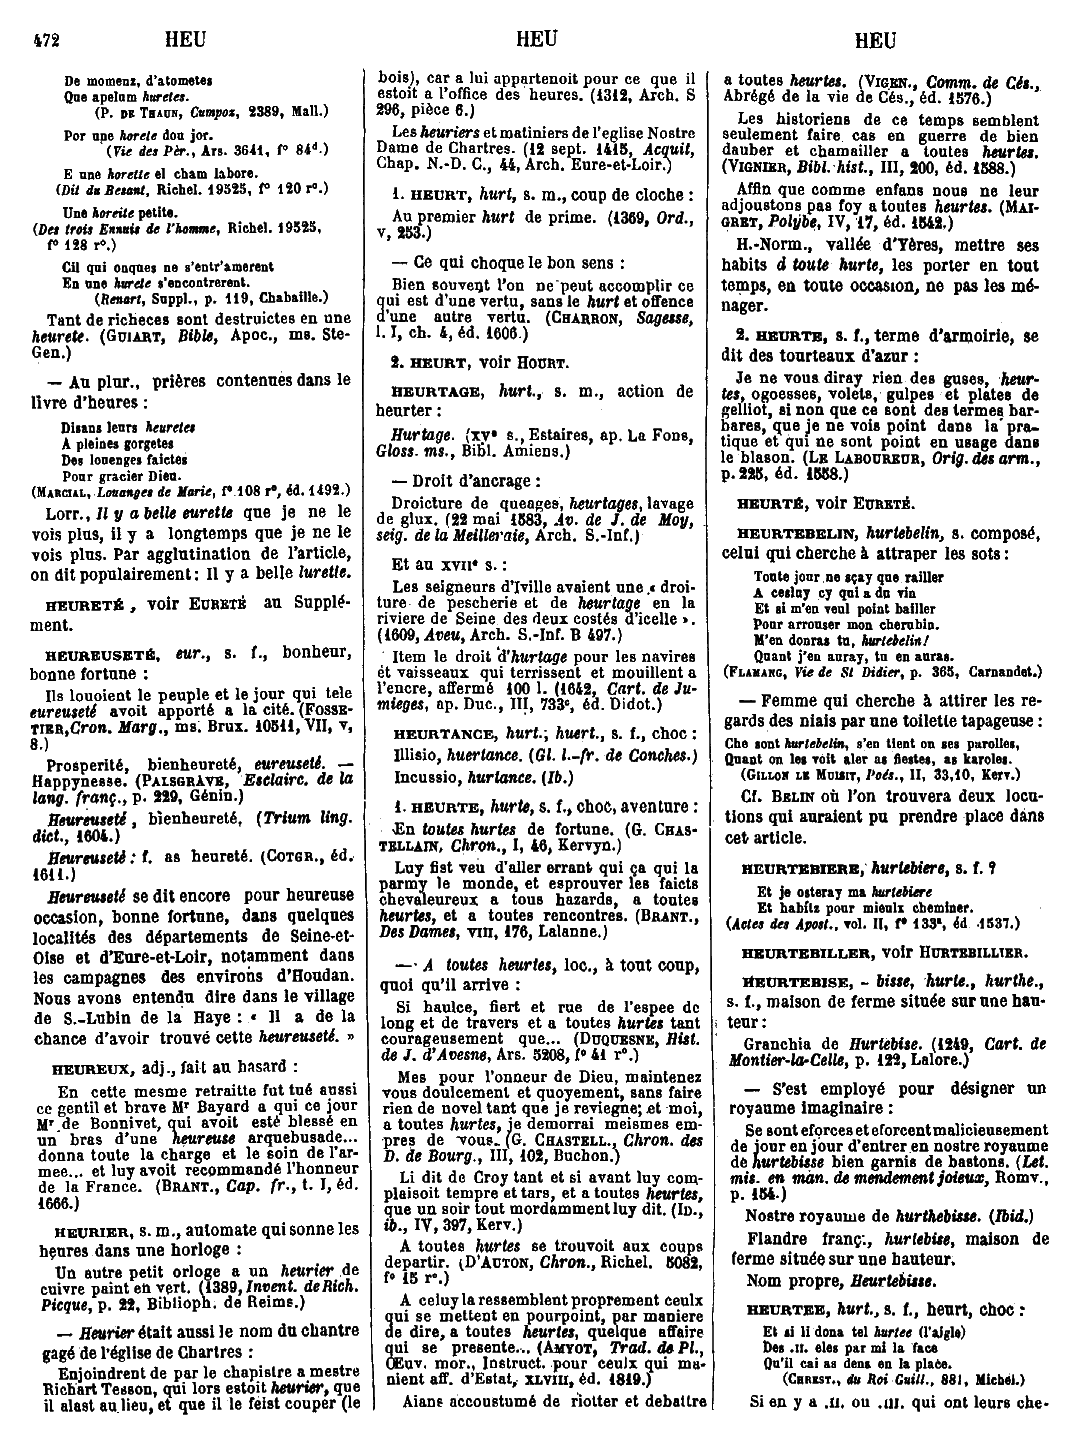 472 HEU HEU HEU
De momenz, d'atometes
Que apelum huretes.
(P. DE THAUN, Cumpoz, 2389, Mall.)
Por une horete dou jor.
(Vie des Pèr., Ars. 3641, f° 84d.)
E une horette el cham labore.
(Dit du Besant, Richel. 19525, f° 120 r°.)
Une horeite petite.
(Des trois Ennuis de l'homme, Richel. 19525,
f° 128 r°.)
Cil qui onques ne s'entr'amerent
En une hurete s'encontrerent.
(Renart, Suppl., p. 119, Chabaille.)
Tant de richeces sont destruictes en une
heurete. (GUIART, Bible, Apoc., ms. Ste-
Gen.)
— Au plur., prières contenues dans le
livre d'heures :
Disans leurs heuretes
A pleines gorgetes
Des louenges faictes
Pour gracier Dieu.
(MARCIAL, Louanges de Marie, f° 108 r°, éd. 1492.)
Lorr., Il y a belle eurette que je ne le
vois plus, il y a longtemps que je ne le
vois plus. Par agglutination de l'article,
on dit populairement : Il y a belle lurette.
HEURETÉ, voir EURETÉ au Supplé-
ment.
HEUREUSETÉ, eur., s. f., bonheur,
bonne fortune :
Ils louoient le peuple et le jour qui tele
eureuseté avoit apporté a la cité. (FOSSE-
TIER, Cron. Marg., ms. Brux. 10511, VII, v,
8.)
Prosperité, bienheureté, eureuseté. —
Happynesse. (PALSGRAVE, Esclairc. de la
lang. franç., p. 229, Génin.)
Heureuseté, bienheureté, (Trium ling.
dict., 1604.)
Heureuseté : f. as heureté. (COTGR., éd.
1611.)
Heureuseté se dit encore pour heureuse
occasion, bonne fortune, dans quelques
localités des départements de Seine-et-
Oise et d'Eure-et-Loir, notamment dans
les campagnes des environs d'Houdan.
Nous avons entendu dire dans le village
de S.-Lubin de la Haye : « Il a de la
chance d'avoir trouvé cette heureuseté. »
HEUREUX, adj., fait au hasard :
En cette mesme retraitte fut tué aussi
ce gentil et brave Mr Bayard a qui ce jour
Mr de Bonnivet, qui avoit esté blessé en
un bras d'une heureuse arquebusade...
donna toute la charge et le soin de l'ar-
mee... et luy avoit recommandé l'honneur
de la France. (BRANT., Cap. fr., t. I, éd.
1666.)
HEURIER, s. m., automate qui sonne les
heures dans une horloge :
Un autre petit orloge a un heurier de
cuivre paint en vert. (1389, Invent. de Rich.
Picque, p. 22, Biblioph. de Reims.)
— Heurier était aussi le nom du chantre
gagé de l'église de Chartres :
Enjoindrent de par le chapistre a mestre
Richart Tesson, qui lors estoit heurier, que
il alast au lieu, et que il le feist couper (le
bois), car a lui appartenoit pour ce que il
estoit a l'office des heures. (1312, Arch. S
296, pièce 6.)
Les heuriers et matiniers de l'eglise Nostre
Dame de Chartres. (12 sept. 1415, Acquit,
Chap. N.-D. C., 44, Arch. Eure-et-Loir.)
1. HEURT, hurt, s. m., coup de cloche :
Au premier hurt de prime. (1369, Ord.,
v, 253.)
— Ce qui choque le bon sens :
Bien souvent l'on ne peut accomplir ce
qui est d'une vertu, sans le hurt et offence
d'une autre vertu. (CHARRON, Sagesse,
l. I, ch. 4, éd. 1606.)
2. HEURT, voir HOURT.
HEURTAGE, hurt., s. m., action de
heurter :
Hurtage. (XVe s., Estaires, ap. La Fons,
Gloss. ms., Bibl. Amiens.)
— Droit d'ancrage :
Droicture de queages, heurtages, lavage
de glux. (22 mai 1583, Av. de J. de Moy,
seig. de la Meilleraie, Arch. S.-Inf.)
Et au XVIIe s. :
Les seigneurs d'Iville avaient une « droi-
ture de pescherie et de heurtage en la
riviere de Seine des deux costés d'icelle ».
(1609, Aveu, Arch. S.-Inf. B 497.)
Item le droit d'hurtage pour les navires
et vaisseaux qui terrissent et mouillent a
l'encre, affermé 100 l. (1642, Cart. de Ju-
mieges, ap. Duc., III, 733c, éd. Didot.)
HEURTANCE, hurt.; huert., s. f., choc :
Illisio, huertance. (Gl. l.-fr. de Conches.)
Incussio, hurtance. (Ib.)
1. HEURTE, hurte, s. f., choc, aventure :
En toutes hurtes de fortune. (G. CHAS-
TELLAIN, Chron., I, 46, Kervyn.)
Luy fist veu d'aller errant qui ça qui la
parmy le monde, et esprouver les faicts
chevaleureux a tous hazards, a toutes
heurtes, et a toutes rencontres. (BRANT.,
Des Dames, VIII, 176, Lalanne.)
— A toutes heurtes, loc., à tout coup,
quoi qu'il arrive :
Si haulce, fiert et rue de l'espee de
long et de travers et a toutes hurtes tant
courageusement que... (DUQUESNE, Hist.
de J. d'Avesne, Ars. 5208, f° 41 r°.)
Mes pour l'onneur de Dieu, maintenez
vous doulcement et quoyement, sans faire
rien de novel tant que je reviegne; et moi,
a toutes hurtes, je demorrai meismes em-
pres de vous. (G. CHASTELL., Chron. des
D. de Bourg., III, 102, Buchon.)
Li dit de Croy tant et si avant luy com-
plaisoit tempre et tars, et a toutes heurtes,
que un soir tout mordamment luy dit. (ID.,
ib., IV, 397, Kerv.)
A toutes hurtes se trouvoit aux coups
departir. (D'AUTON, Chron., Richel. 5082,
f° 15 r°.)
A celuy la ressemblent proprement ceulx
qui se mettent en pourpoint, par maniere
de dire, a toutes heurtes, quelque affaire
qui se presente... (AMYOT, Trad. de Pl.,
Œuv. mor., Instruct. pour ceulx qui ma-
nient aff. d'Estat, XLVIII, éd. 1819.)
Aians accoustumé de riotter et debattre
a toutes heurtes. (VIGEN., Comm. de Cés.,
Abrégé de la vie de Cés., éd. 1576.)
Les historiens de ce temps semblent
seulement faire cas en guerre de bien
dauber et chamailler a toutes heurtes.
(VIGNIER, Bibl. hist., III, 200, éd. 1588.)
Affin que comme enfans nous ne leur
adjoustons pas foy a toutes heurtes. (MAI-
GRET, Polybe, IV, 17, éd. 1542.)
H.-Norm., vallée d'Yères, mettre ses
habits à toute hurte, les porter en tout
temps, en toute occasion, ne pas les mé-
nager.
2. HEURTE, s. f., terme d'armoirie, se
dit des tourteaux d'azur :
Je ne vous diray rien des guses, heur-
tes, ogoesses, volets, gulpes et plates de
gelliot, si non que ce sont des termes bar-
bares, que je ne vois point dans la pra-
tique et qui ne sont point en usage dans
le blason. (LE LABOUREUR, Orig. des arm.,
p. 225, éd. 1558.)
HEURTÉ, voir EURETÉ.
HEURTEBELIN, hurtebelin, s. composé,
celui qui cherche à attraper les sots :
Toute jour ne sçay que railler
A cestuy cy qui a du vin
Et si m'en veul point bailler
Pour arrouser mon cherubin.
M'en donras tu, hurtebelin!
Quant j'en auray, tu en auras.
(FLAMANG, Vie de St Didier, p. 365, Carnandet.)
— Femme qui cherche à attirer les re-
gards des niais par une toilette tapageuse :
Che sont hurtebelin, s'en tient on ses parolles,
Quant on les voit aler as fiestes, as karoles.
(GILLON LE MUISIT, Poés., II, 33,10, Kerv.)
Cf. BELIN où l'on trouvera deux locu-
tions qui auraient pu prendre place dans
cet article.
HEURTEBIERE, hurtebiere, s. f. ?
Et je osteray ma hurtebiere
Et habitz pour mieulx cheminer.
(Actes des Apost., vol. II, f° 133a, éd. 1537.)
HEURTEBILLER, voir HURTEBILLIER.
HEURTEBISE, - bisse, hurte., hurthe.,
s. f., maison de ferme située sur une hau-
teur :
Granchia de Hurtebise. (1249, Cart. de
Montier-la-Celle, p. 122, Lalore.)
— S'est employé pour désigner un
royaume imaginaire :
Se sont eforces et eforcent malicieusement
de jour en jour d'entrer en nostre royaume
de hurtebisse bien garnis de bastons. (Let.
mis. en man. de mendement joieux, Romv.,
p. 154.)
Nostre royaume de hurthebisse. (Ibid.)
Flandre franç., hurtebise, maison de
ferme située sur une hauteur.
Nom propre, Heurtebisse.
HEURTEE, hurt., s. f., heurt, choc :
Et si li dona tel hurtee (l'aigle)
Des .II. eles par mi la face
Qu'il cai as dens en la place.
(CHREST., du Roi Guill., 881, Michel.)
Si en y a .II. ou .III. qui ont leurs che-